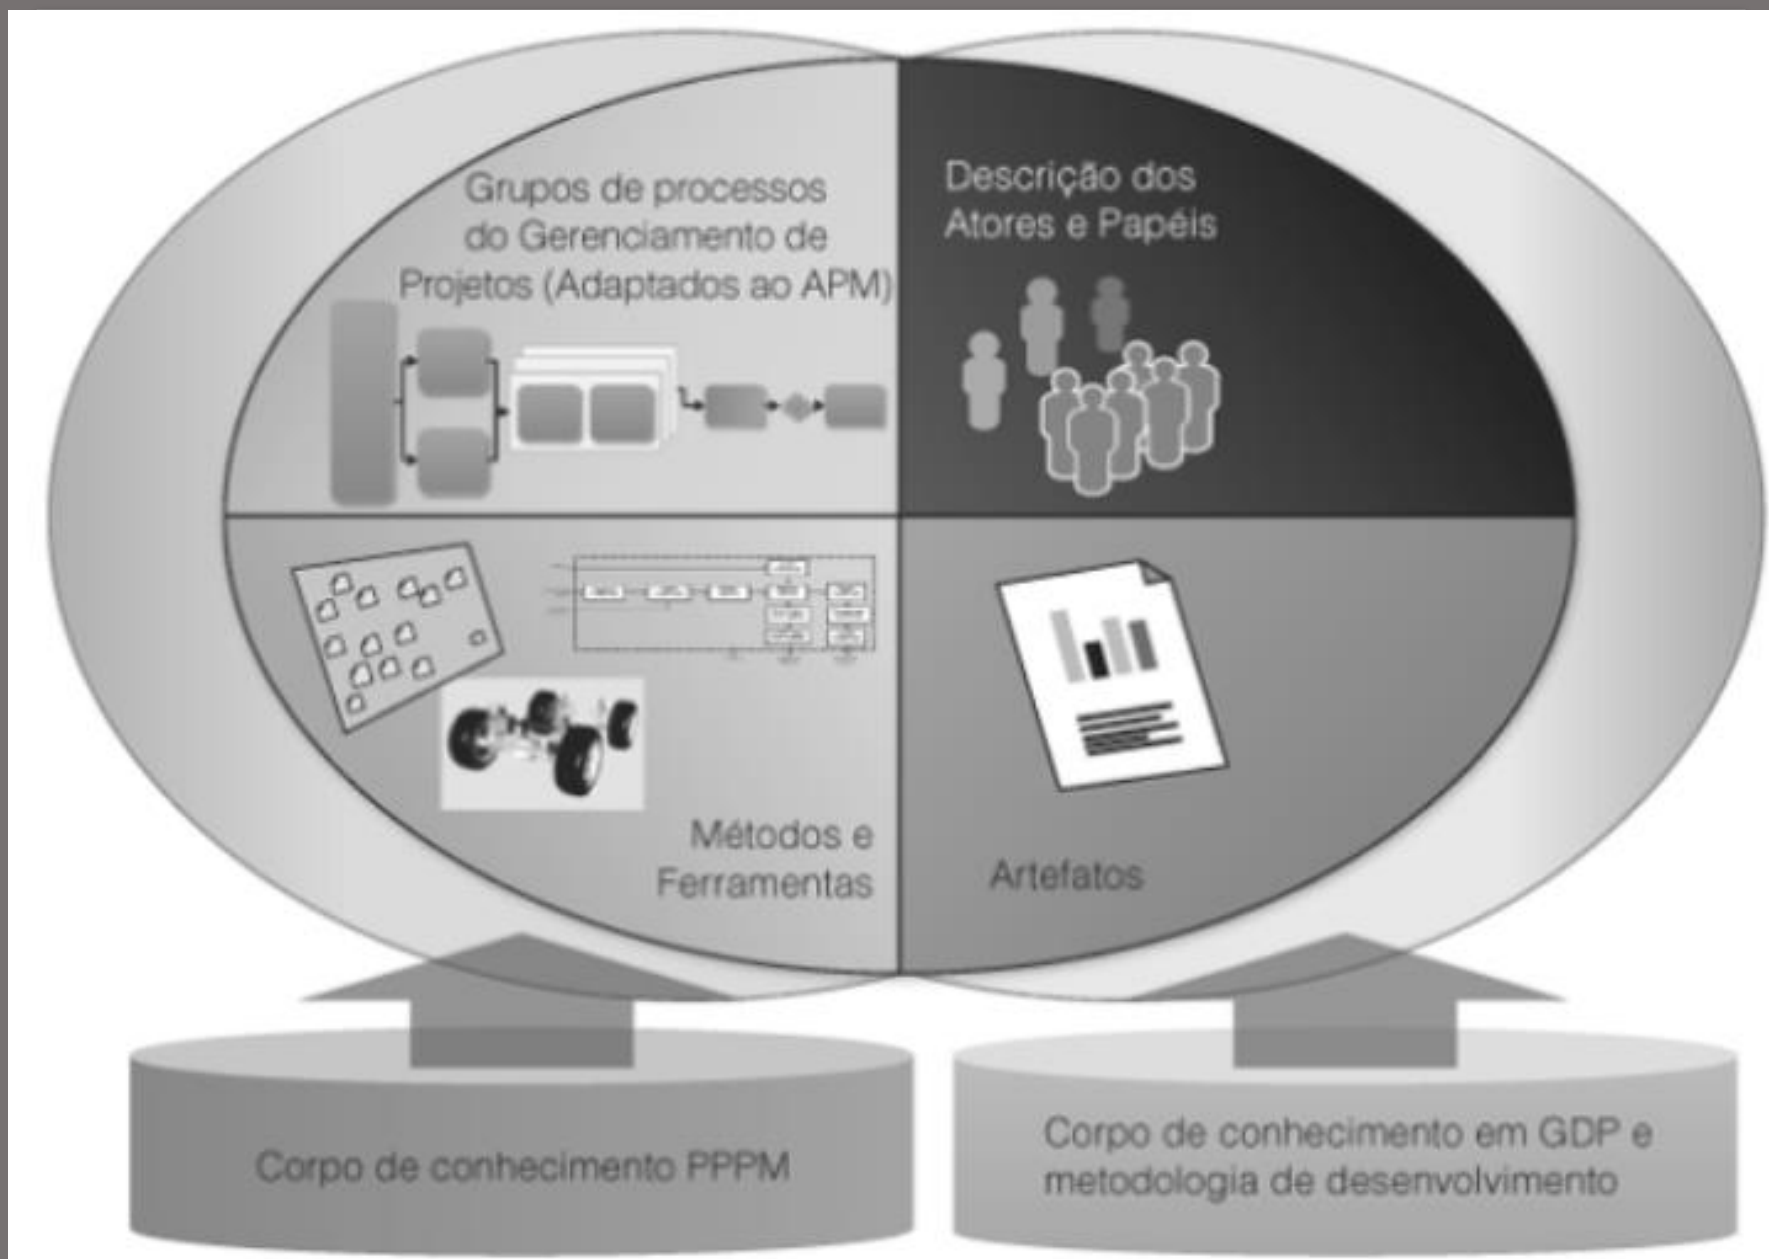 Grupos de processos
do Gerenciamento de
Projetos (Adaptados ao APM)
Descrição dos
Atores e Papéis
Métodos e
Ferramentas
Artefatos
Corpo de conhecimento PPPM
Corpo de conhecimento em GDP e
metodologia de desenvolvimento